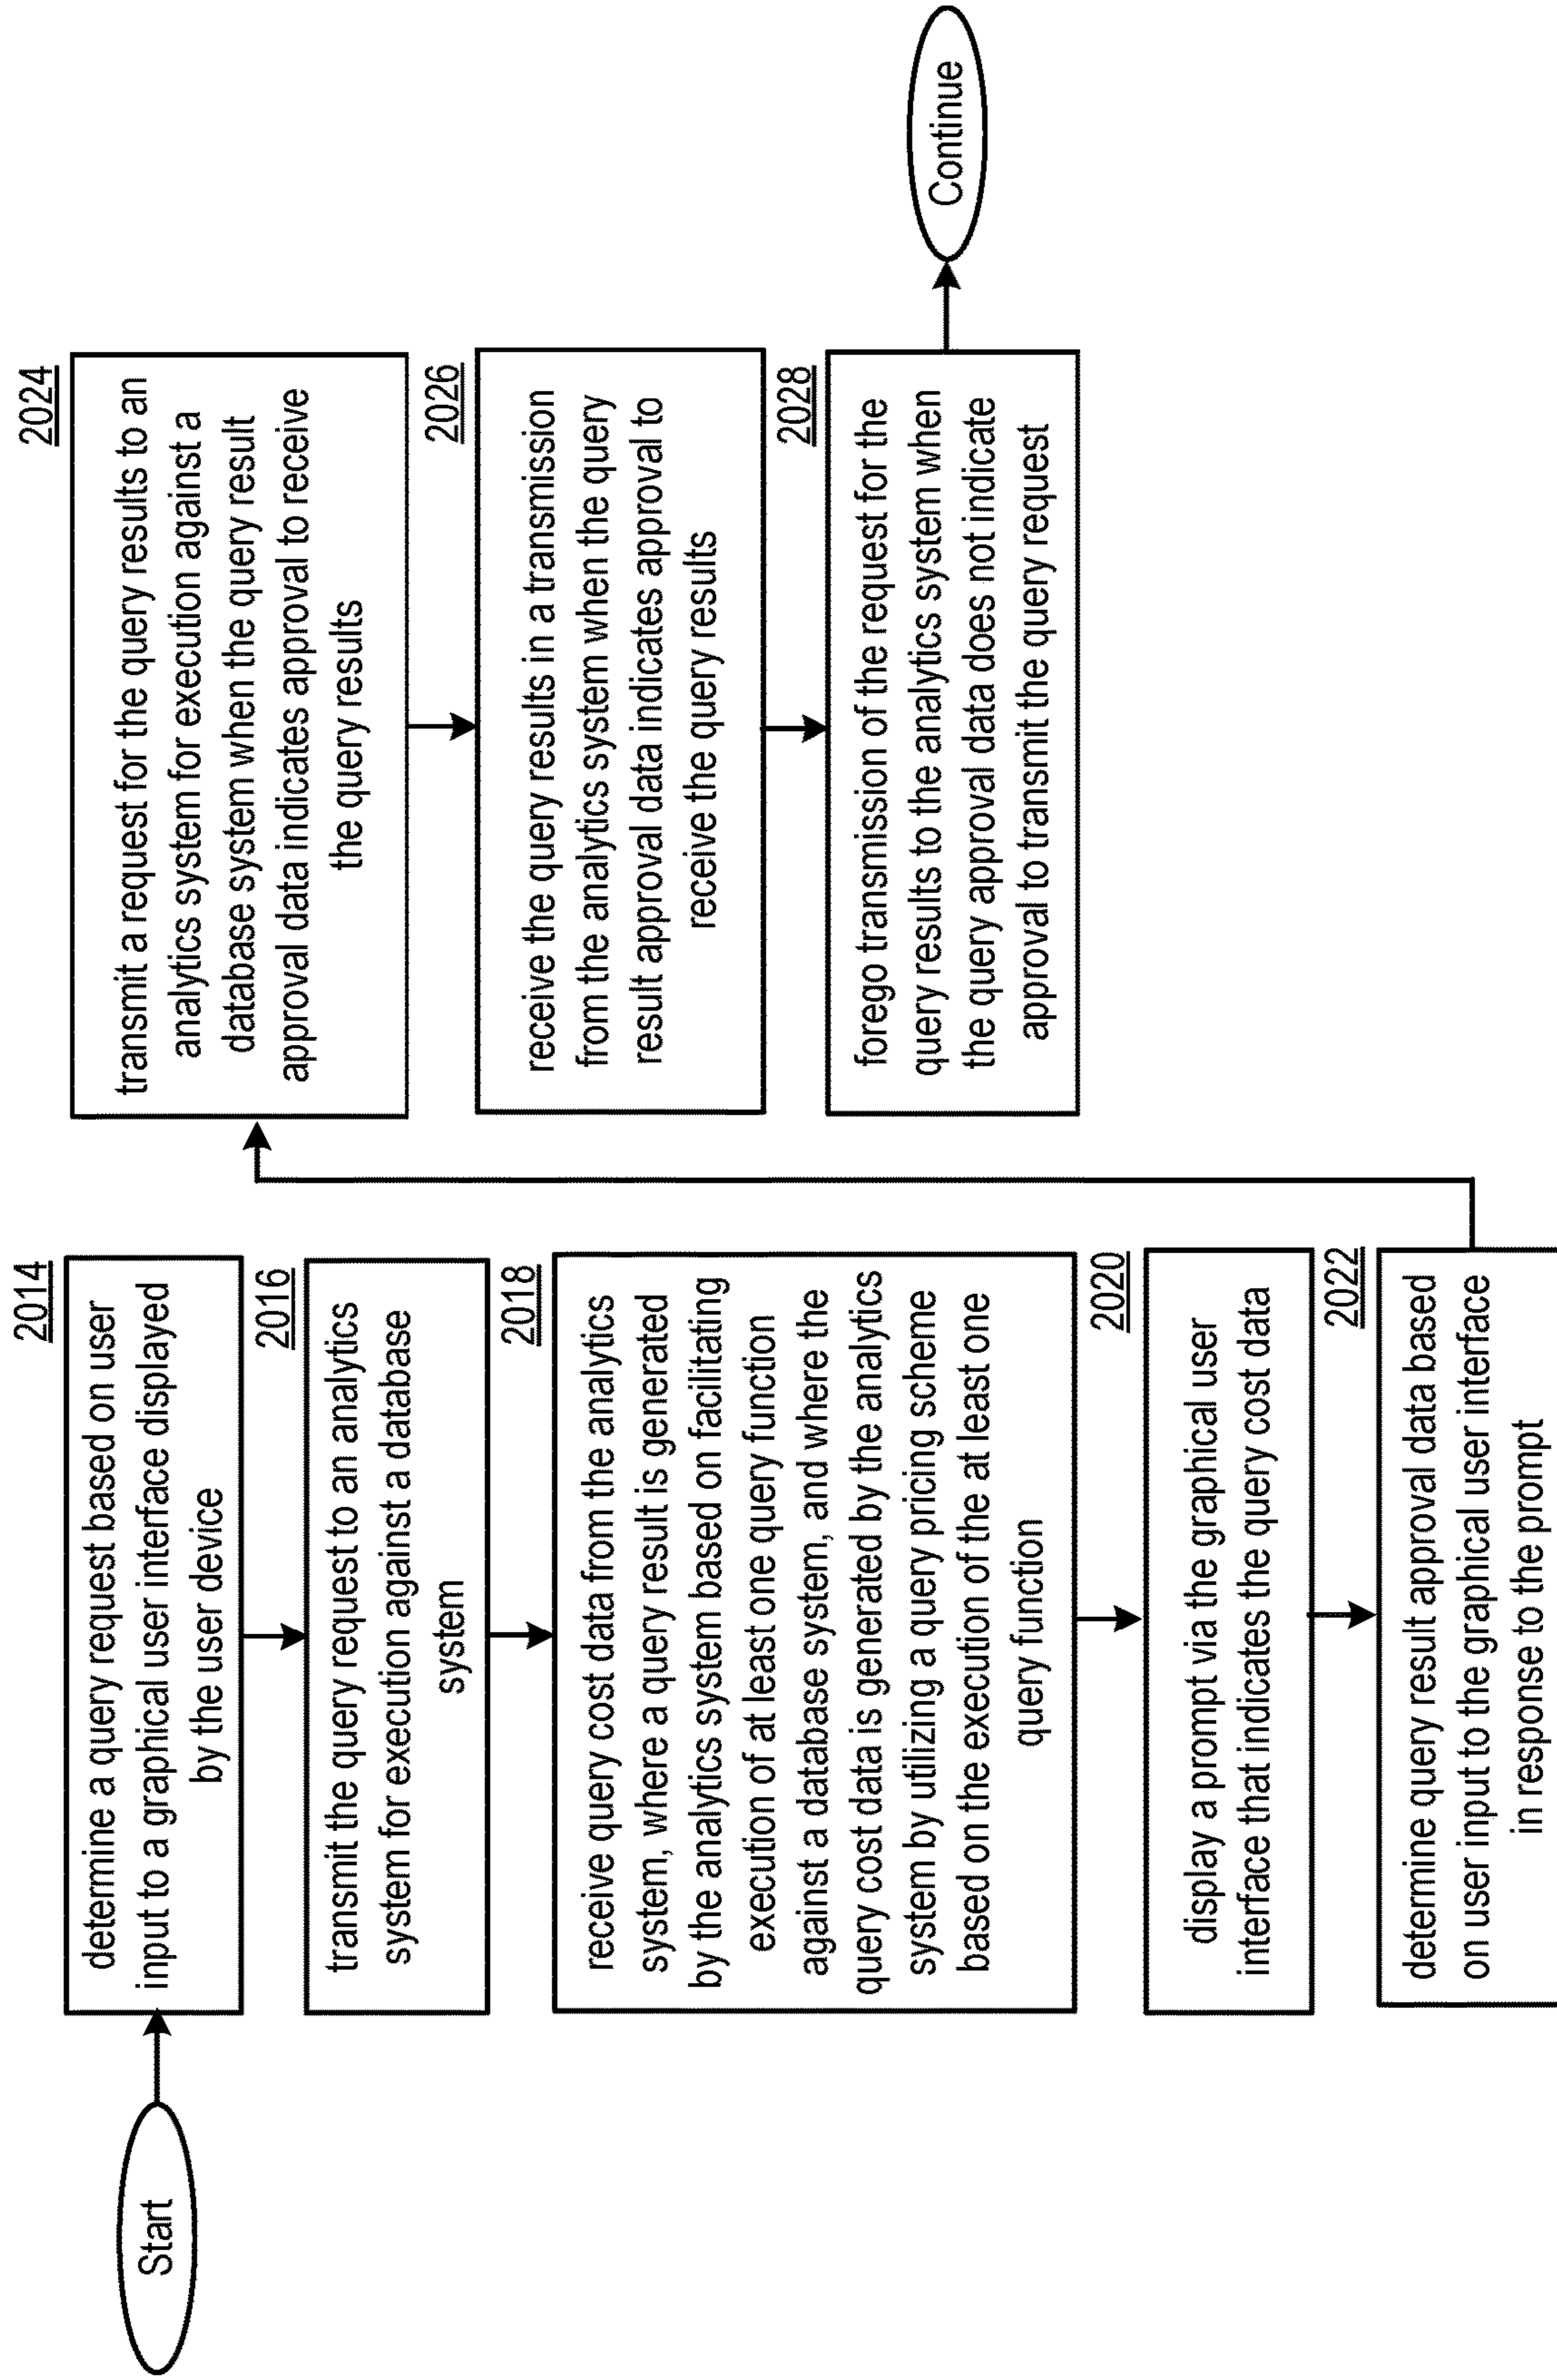 Start
2014
determine a query request based on user
input to a graphical user interface displayed
by the user device
2016
transmit the query request to an analytics
system for execution against a database
system
2018
receive query cost data from the analytics
system, where a query result is generated
by the analytics system based on facilitating
execution of at least one query function
against a database system, and where the
query cost data is generated by the analytics
system by utilizing a query pricing scheme
based on the execution of the at least one
query function
2020
display a prompt via the graphical user
interface that indicates the query cost data
2022
determine query result approval data based
on user input to the graphical user interface
in response to the prompt
2024
transmit a request for the query results to an
analytics system for execution against a
database system when the query result
approval data indicates approval to receive
the query results
2026
receive the query results in a transmission
from the analytics system when the query
result approval data indicates approval to
receive the query results
2028
forego transmission of the request for the
query results to the analytics system when
the query approval data does not indicate
approval to transmit the query request
Continue